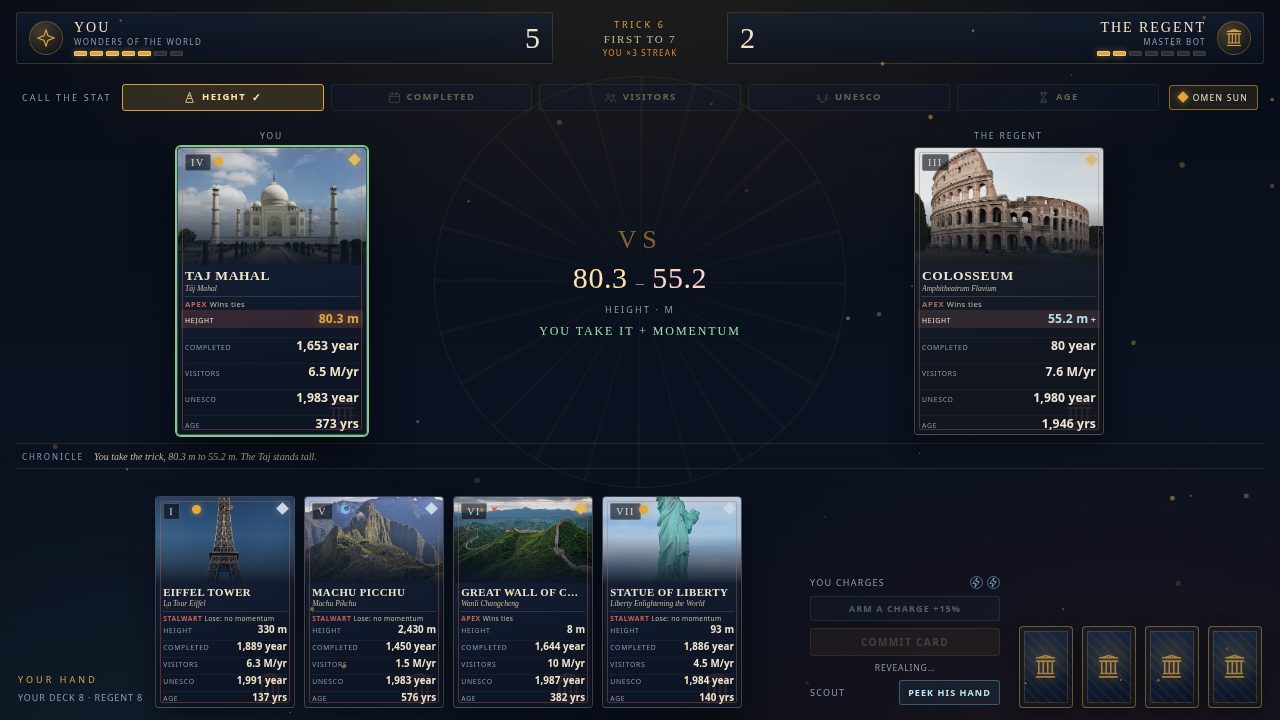 YOU
WONDERS OF THE WORLD
5
TRICK 6
FIRST TO 7
YOU ×3 STREAK
2
THE REGENT
MASTER BOT
CALL THE STAT
HEIGHT ✓
COMPLETED
VISITORS
UNESCO
AGE
OMEN SUN
YOU
THE REGENT
IV
TAJ MAHAL
Tāj Mahal
APEX Wins ties
HEIGHT 80.3 m
COMPLETED 1,653 year
VISITORS 6.5 M/yr
UNESCO 1,983 year
AGE 373 yrs
VS
80.3 – 55.2
HEIGHT · M
YOU TAKE IT + MOMENTUM
III
COLOSSEUM
Amphitheatrum Flavium
APEX Wins ties
HEIGHT 55.2 m +
COMPLETED 80 year
VISITORS 7.6 M/yr
UNESCO 1,980 year
AGE 1,946 yrs
CHRONICLE You take the trick, 80.3 m to 55.2 m. The Taj stands tall.
YOUR HAND
YOUR DECK 8 · REGENT 8
I
EIFFEL TOWER
La Tour Eiffel
STALWART Lose: no momentum
HEIGHT 330 m
COMPLETED 1,889 year
VISITORS 6.3 M/yr
UNESCO 1,991 year
AGE 137 yrs
V
MACHU PICCHU
Machu Pikchu
STALWART Lose: no momentum
HEIGHT 2,430 m
COMPLETED 1,450 year
VISITORS 1.5 M/yr
UNESCO 1,983 year
AGE 576 yrs
VI
GREAT WALL OF C...
Wanli Changcheng
APEX Wins ties
HEIGHT 8 m
COMPLETED 1,644 year
VISITORS 10 M/yr
UNESCO 1,987 year
AGE 382 yrs
VII
STATUE OF LIBERTY
Liberty Enlightening the World
STALWART Lose: no momentum
HEIGHT 93 m
COMPLETED 1,886 year
VISITORS 4.5 M/yr
UNESCO 1,984 year
AGE 140 yrs
YOU CHARGES
ARM A CHARGE +15%
COMMIT CARD
REVEALING...
SCOUT
PEEK HIS HAND